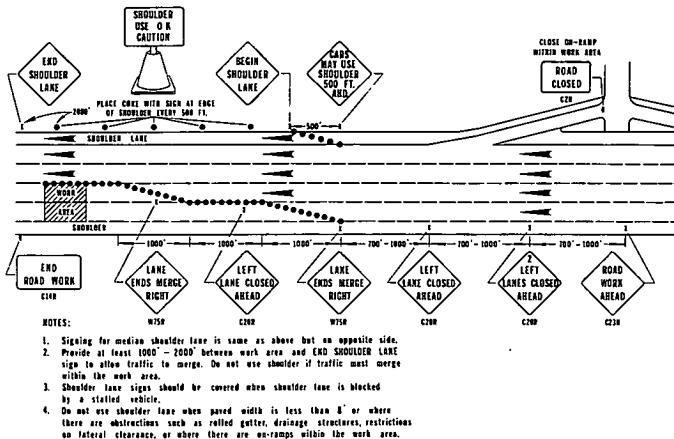 SHOULDER
USE O K
CAUTION
END
SHOULDER
LANE
BEGIN
SHOULDER
LANE
CARS
MAY USE
SHOULDER
500 FT.
AHD.
CLOSE ON-RAMP
WITHIN WORK AREA
ROAD
CLOSED
C2R
2000'
PLACE CONE WITH SIGN AT EDGE
OF SHOULDER EVERY 500 FT.
500'
SHOULDER LANE
WORK
AREA
SHOULDER
1000' 1000' 1000' 700'-1000' 700'-1000' 700'-1000'
END
ROAD WORK
C14R
LANE
ENDS MERGE
RIGHT
W75R
LEFT
LANE CLOSED
AHEAD
C20R
LANE
ENDS MERGE
RIGHT
W75R
LEFT
LANE CLOSED
AHEAD
C20R
2
LEFT
LANES CLOSED
AHEAD
C20R
ROAD
WORK
AHEAD
C23R
NOTES:
1. Signing for median shoulder lane is same as above but on opposite side.
2. Provide at least 1000' - 2000' between work area and END SHOULDER LANE
sign to allow traffic to merge. Do not use shoulder if traffic must merge
within the work area.
3. Shoulder lane signs should be covered when shoulder lane is blocked
by a stalled vehicle.
4. Do not use shoulder lane when paved width is less than 8' or where
there are obstructions such as rolled gutter, drainage structures, restrictions
on lateral clearance, or where there are on-ramps within the work area.